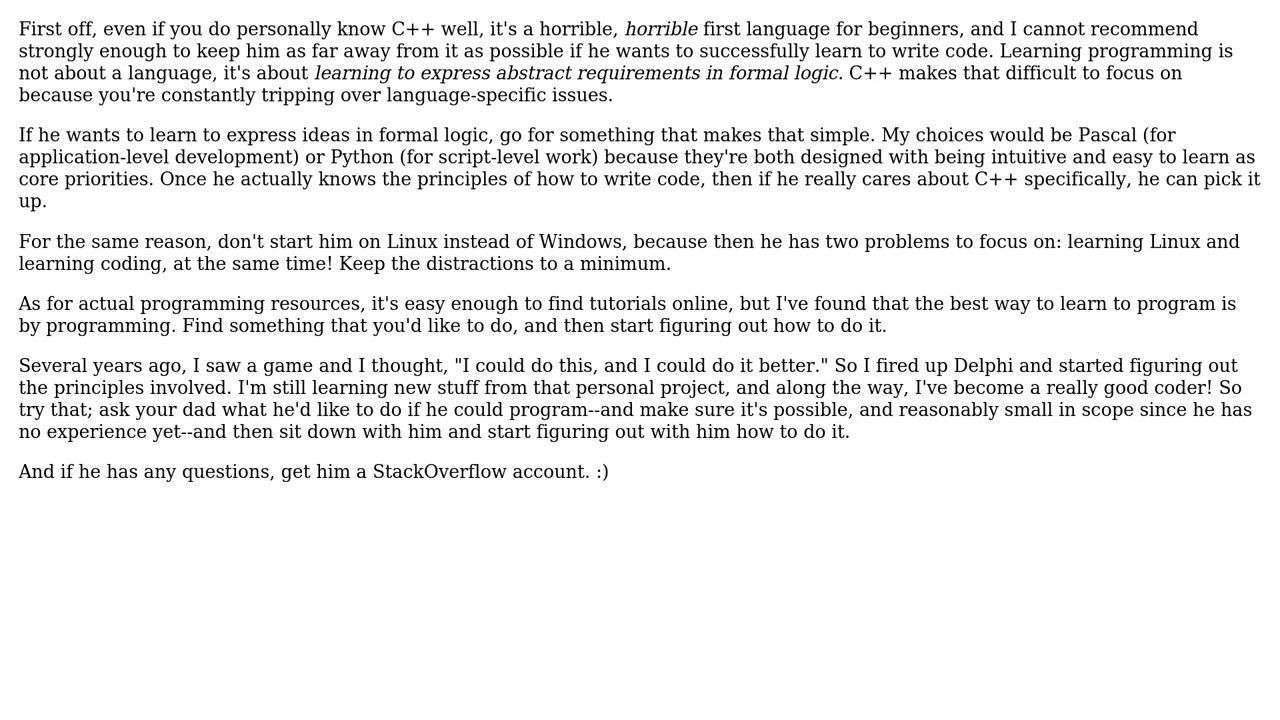 First off, even if you do personally know C++ well, it's a horrible, horrible first language for beginners, and I cannot recommend
strongly enough to keep him as far away from it as possible if he wants to successfully learn to write code. Learning programming is
not about a language, it's about learning to express abstract requirements in formal logic. C++ makes that difficult to focus on
because you're constantly tripping over language-specific issues.
If he wants to learn to express ideas in formal logic, go for something that makes that simple. My choices would be Pascal (for
application-level development) or Python (for script-level work) because they're both designed with being intuitive and easy to learn as
core priorities. Once he actually knows the principles of how to write code, then if he really cares about C++ specifically, he can pick it
up.
For the same reason, don't start him on Linux instead of Windows, because then he has two problems to focus on: learning Linux and
learning coding, at the same time! Keep the distractions to a minimum.
As for actual programming resources, it's easy enough to find tutorials online, but I've found that the best way to learn to program is
by programming. Find something that you'd like to do, and then start figuring out how to do it.
Several years ago, I saw a game and I thought, "I could do this, and I could do it better." So I fired up Delphi and started figuring out
the principles involved. I'm still learning new stuff from that personal project, and along the way, I've become a really good coder! So
try that; ask your dad what he'd like to do if he could program--and make sure it's possible, and reasonably small in scope since he has
no experience yet--and then sit down with him and start figuring out with him how to do it.
And if he has any questions, get him a StackOverflow account. :)